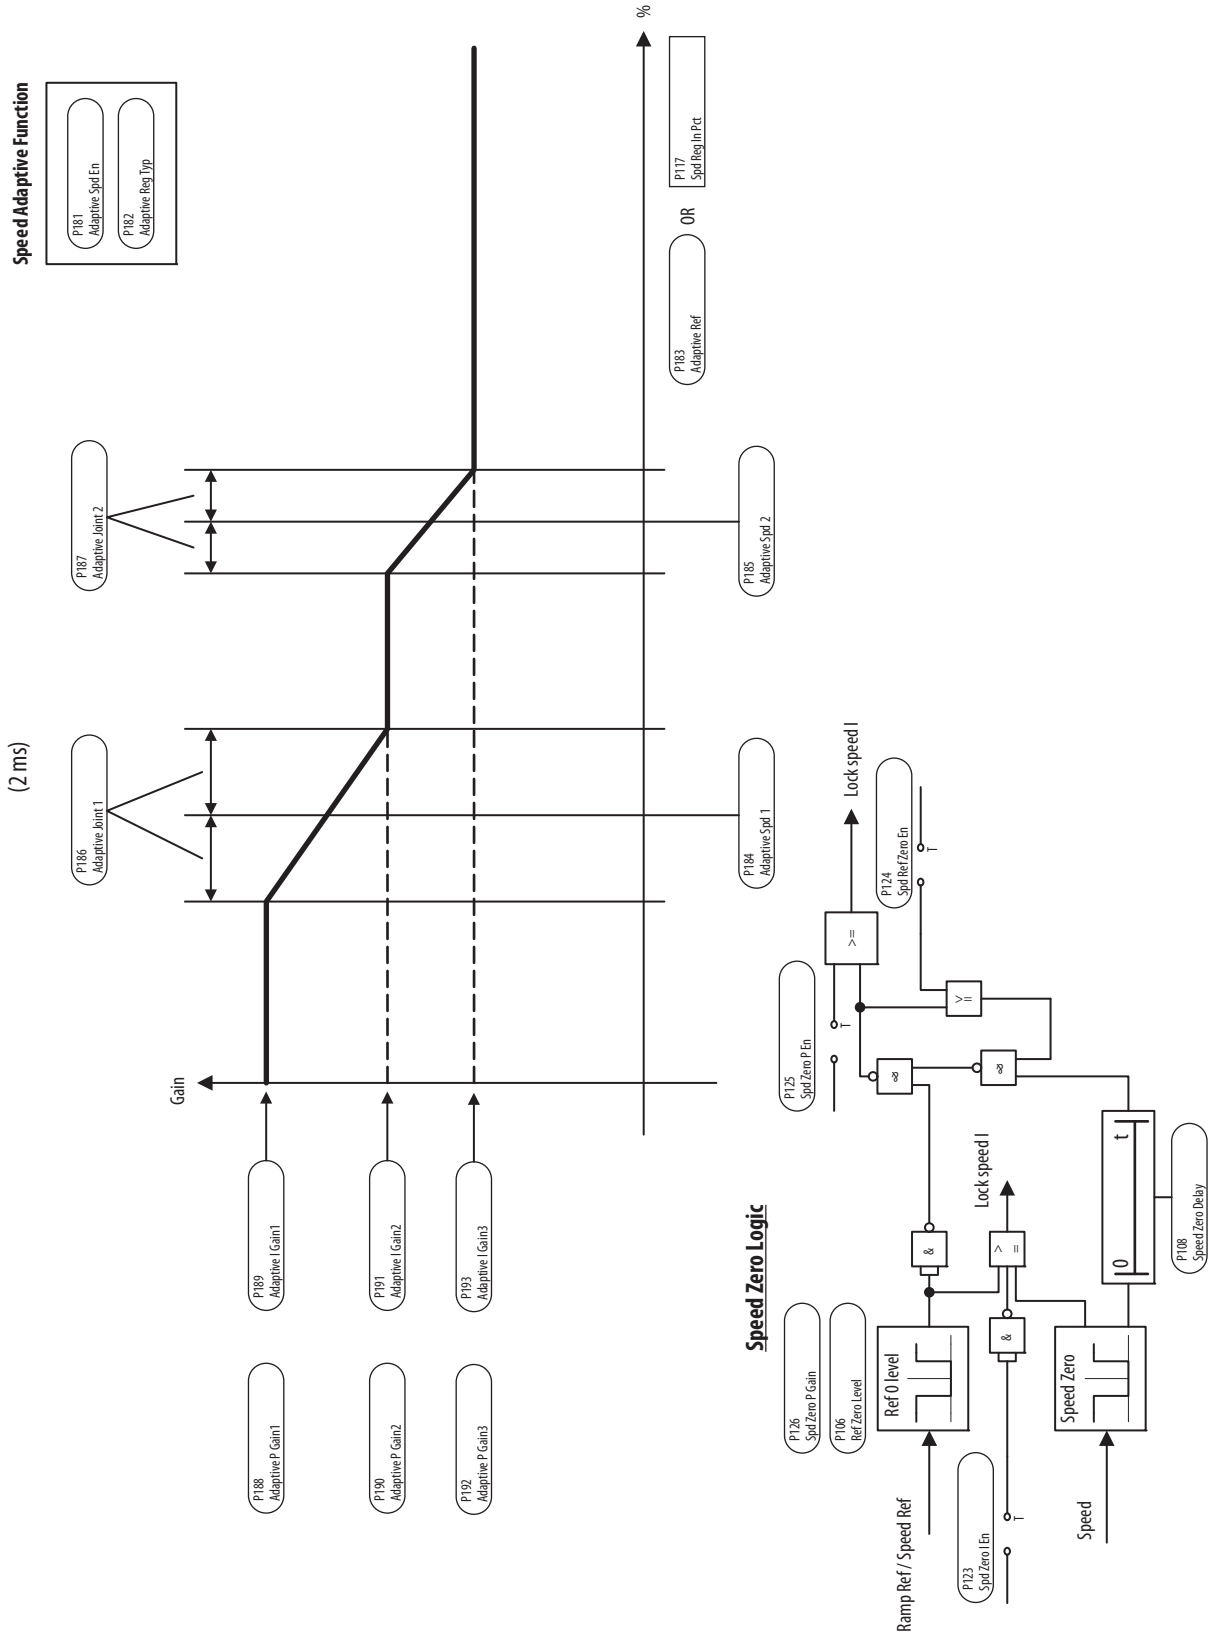 Speed Adaptive Function
(2 ms)
P181
Adaptive Spd En
P182
Adaptive Reg Typ
P186
Adaptive Joint 1
P187
Adaptive Joint 2
Gain
P188
Adaptive P Gain1
P189
Adaptive I Gain1
P190
Adaptive P Gain2
P191
Adaptive I Gain2
P192
Adaptive P Gain3
P193
Adaptive I Gain3
%
P183
Adaptive Ref
OR
P117
Spd Reg In Pct
P184
Adaptive Spd 1
P185
Adaptive Spd 2
Speed Zero Logic
P126
Spd Zero P Gain
P106
Ref Zero Level
P125
Spd Zero P En
T
>=
Lock speed I
Ramp Ref / Speed Ref
Ref 0 level
&
&
&
>=
P124
Spd Ref Zero En
T
P123
Spd Zero I En
T
&
> =
Lock speed I
Speed
Speed Zero
0 t
P108
Speed Zero Delay